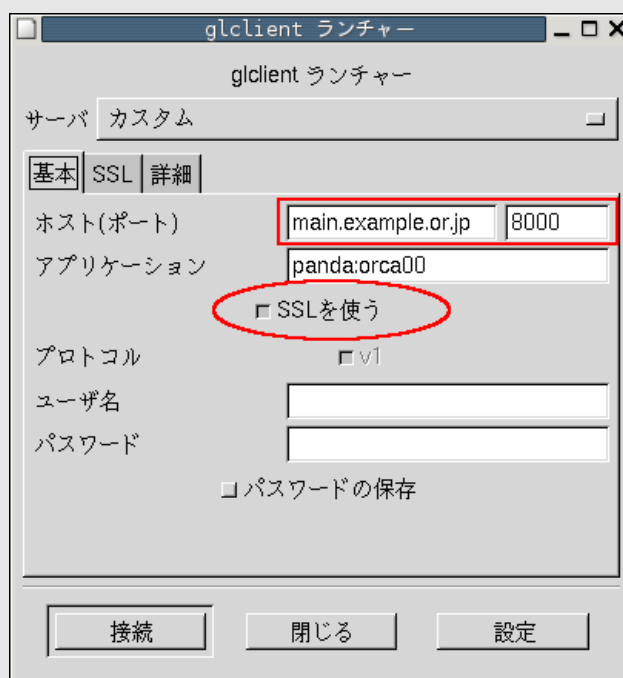 glclient ランチャー
glclient ランチャー
サーバ カスタム
基本 SSL 詳細
ホスト(ポート) main.example.or.jp 8000
アプリケーション panda:orca00
SSLを使う
プロトコル v1
ユーザ名
パスワード
パスワードの保存
接続 閉じる 設定